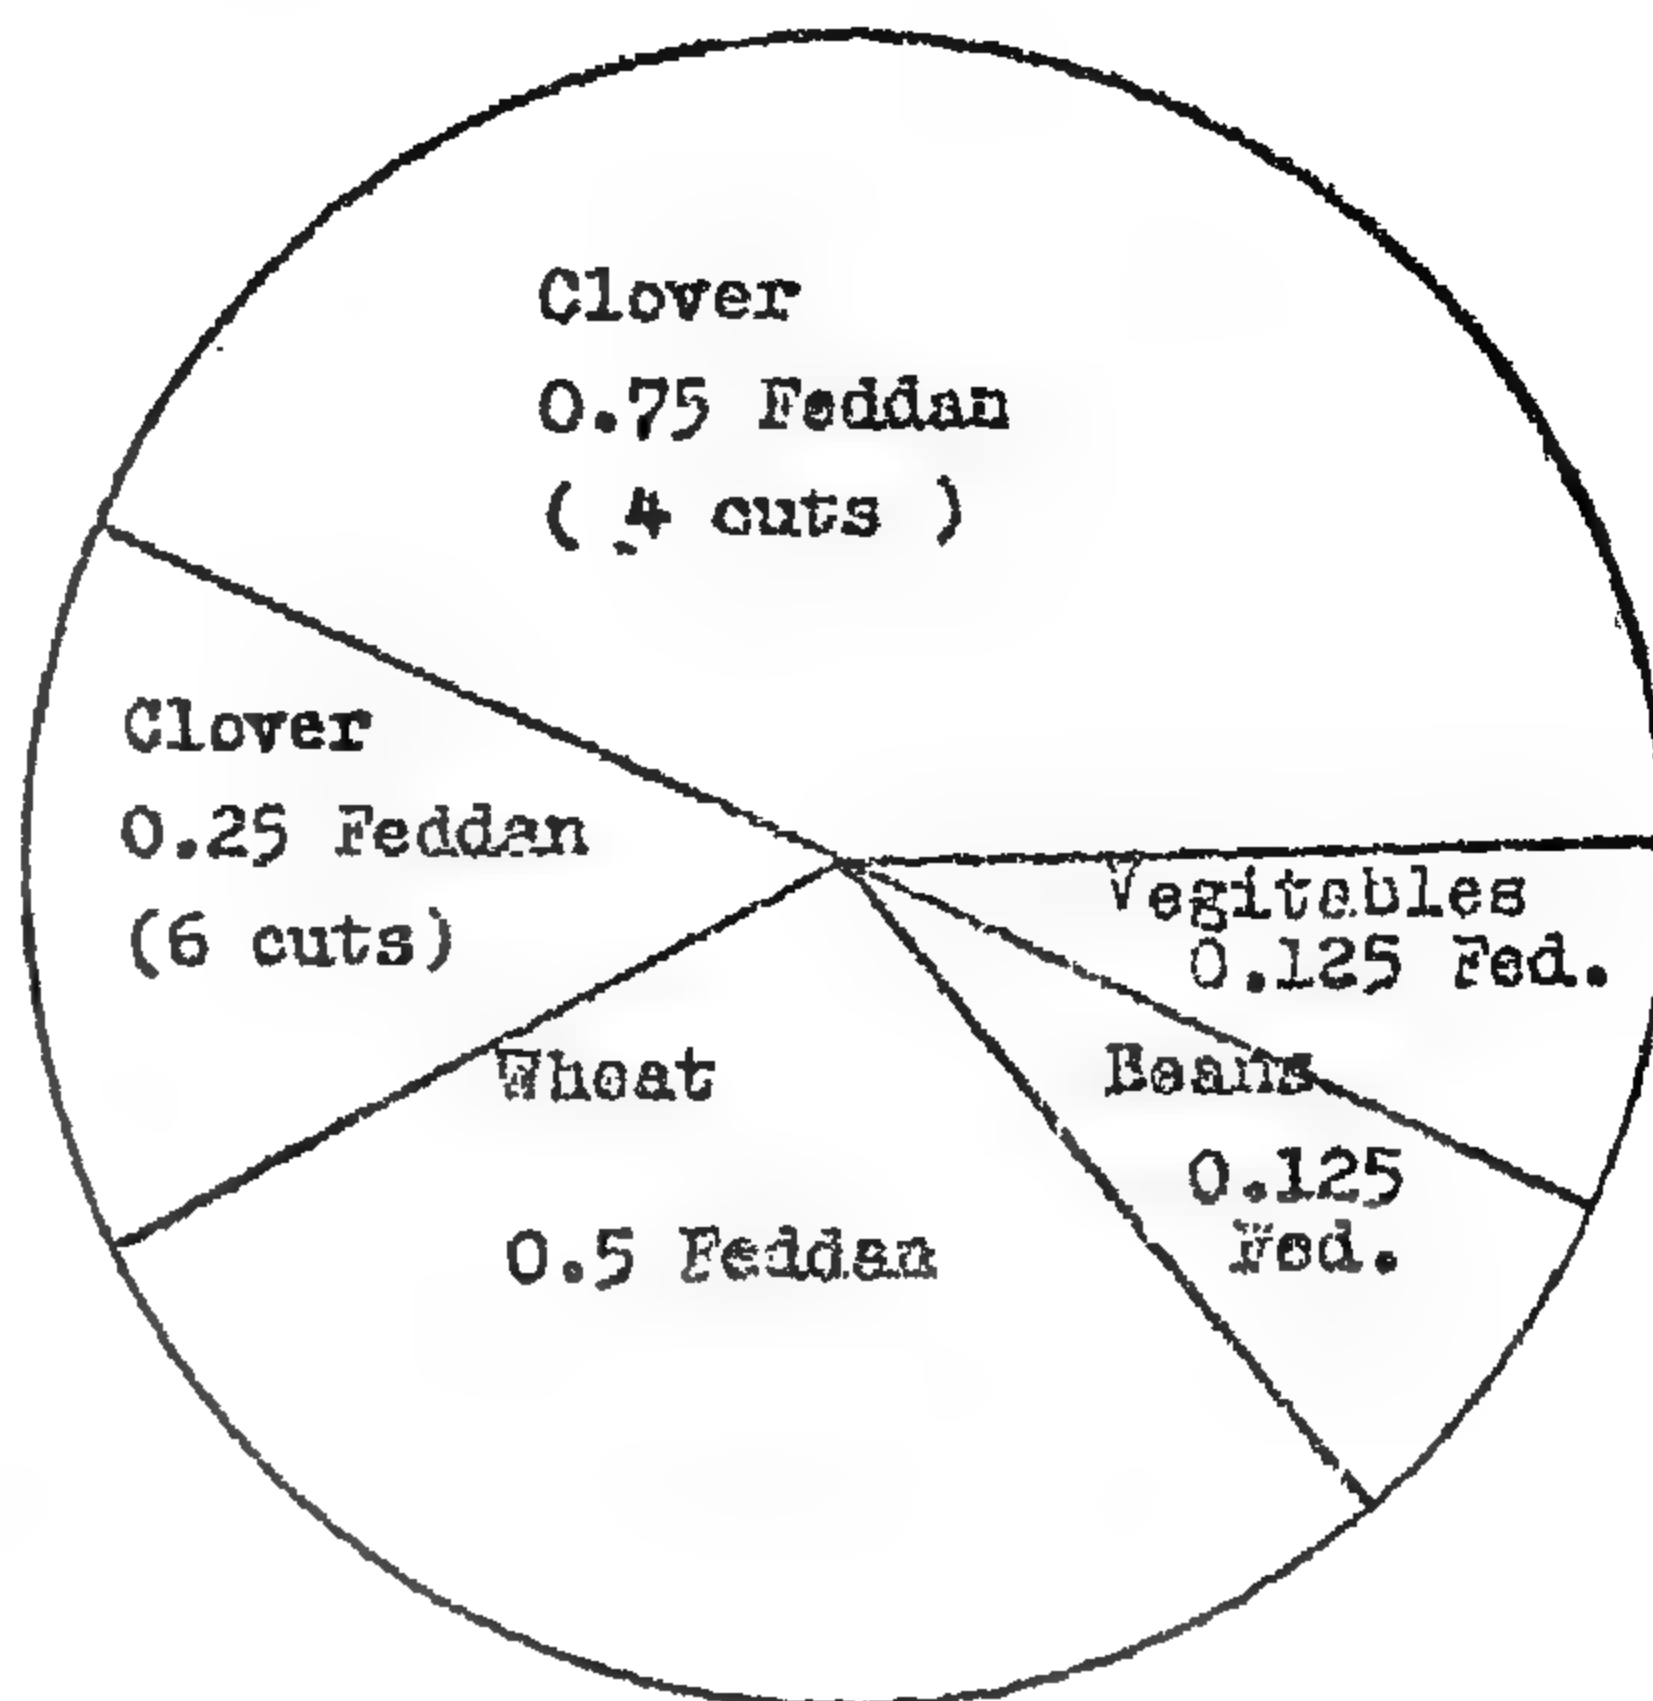 Clover
0.75 Feddan
( 4 cuts )
Clover
0.25 Feddan
(6 cuts)
Vegitables
0.125 Fed.
Wheat
0.5 Feddan
Beans
0.125
Fed.